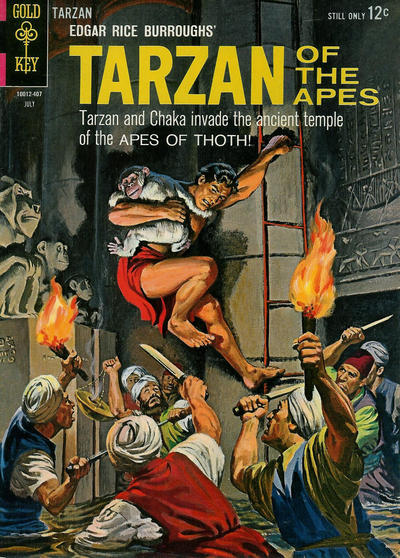 GOLD
KEY
10012-407
JULY
TARZAN
STILL ONLY 12c
EDGAR RICE BURROUGHS'
TARZAN OF THE APES
Tarzan and Chaka invade the ancient temple
of the APES OF THOTH!